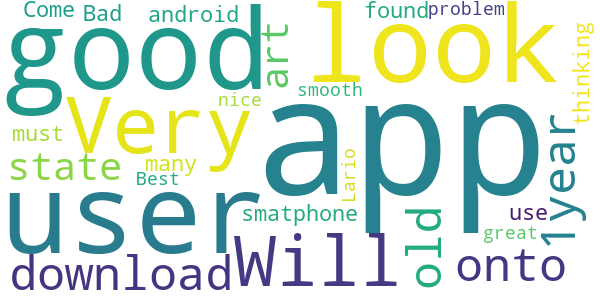 Come Bad android found problem
good art look thinking
Very nice smooth app
must many 1year
state Best Lario
user smatphone old use
great
download Will onto